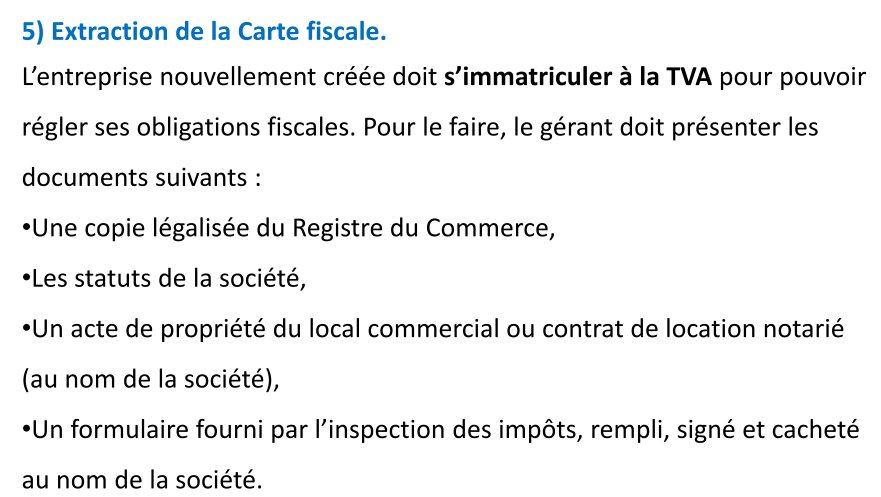 5) Extraction de la Carte fiscale.
L’entreprise nouvellement créée doit s’immatriculer à la TVA pour pouvoir
régler ses obligations fiscales. Pour le faire, le gérant doit présenter les
documents suivants :
•Une copie légalisée du Registre du Commerce,
•Les statuts de la société,
•Un acte de propriété du local commercial ou contrat de location notarié
(au nom de la société),
•Un formulaire fourni par l’inspection des impôts, rempli, signé et cacheté
au nom de la société.